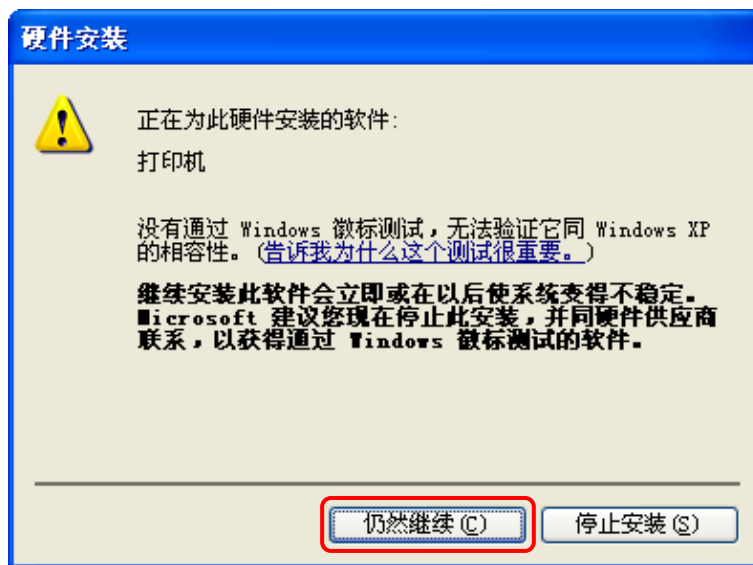 硬件安装
正在为此硬件安装的软件:
打印机
没有通过 Windows 徽标测试，无法验证它同 Windows XP
的相容性。(告诉我为什么这个测试很重要。)
继续安装此软件会立即或在以后使系统变得不稳定。
Microsoft 建议您现在停止此安装，并同硬件供应商
联系，以获得通过 Windows 徽标测试的软件。
仍然继续(C) 停止安装(S)